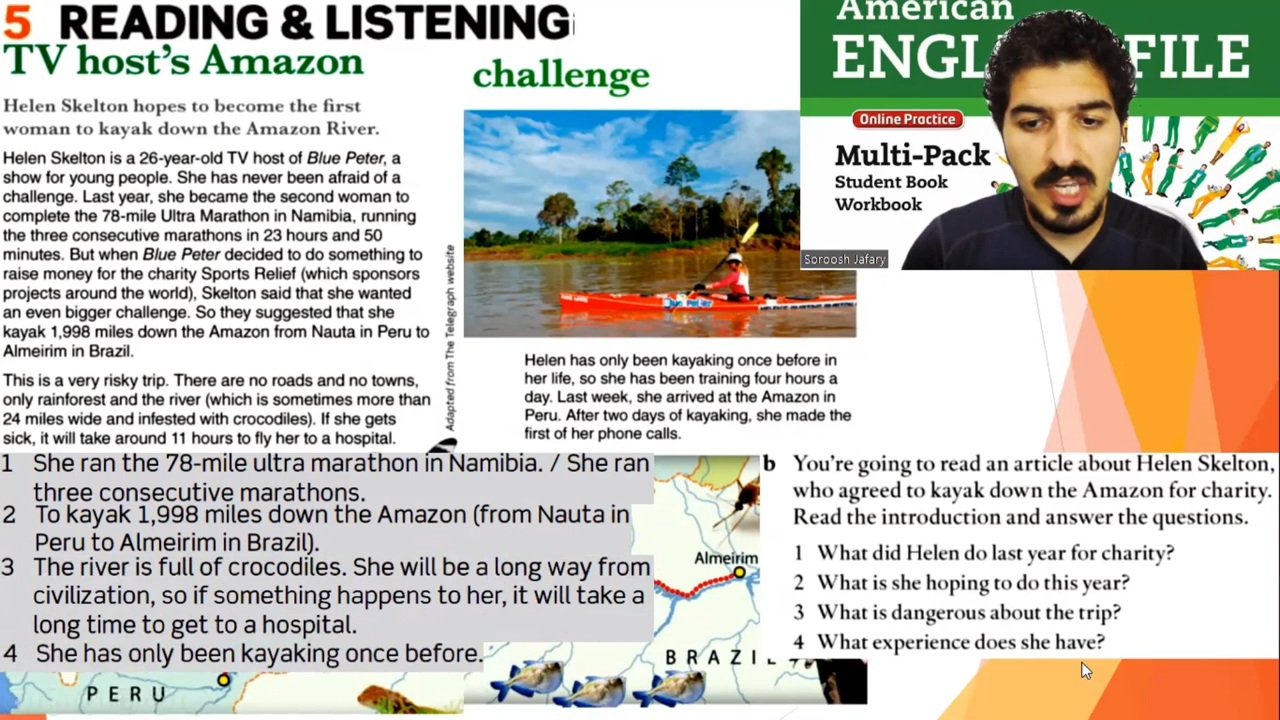 5 READING & LISTENING
TV host's Amazon
challenge
Helen Skelton hopes to become the first
woman to kayak down the Amazon River.
Helen Skelton is a 26-year-old TV host of Blue Peter, a
show for young people. She has never been afraid of a
challenge. Last year, she became the second woman to
complete the 78-mile Ultra Marathon in Namibia, running
the three consecutive marathons in 23 hours and 50
minutes. But when Blue Peter decided to do something to
raise money for the charity Sports Relief (which sponsors
projects around the world), Skelton said that she wanted
an even bigger challenge. So they suggested that she
kayak 1,998 miles down the Amazon from Nauta in Peru to
Almeirim in Brazil.
This is a very risky trip. There are no roads and no towns,
only rainforest and the river (which is sometimes more than
24 miles wide and infested with crocodiles). If she gets
sick, it will take around 11 hours to fly her to a hospital.
Adapted from The Telegraph website
Blue Peter
Helen has only been kayaking once before in
her life, so she has been training four hours a
day. Last week, she arrived at the Amazon in
Peru. After two days of kayaking, she made the
first of her phone calls.
American
ENGL FILE
Online Practice
Multi-Pack
Student Book
Workbook
Soroosh Jafary
1 She ran the 78-mile ultra marathon in Namibia. / She ran
three consecutive marathons.
2 To kayak 1,998 miles down the Amazon (from Nauta in
Peru to Almeirim in Brazil).
3 The river is full of crocodiles. She will be a long way from
civilization, so if something happens to her, it will take a
long time to get to a hospital.
4 She has only been kayaking once before.
Almeirim
BRAZIL
PERU
b You're going to read an article about Helen Skelton,
who agreed to kayak down the Amazon for charity.
Read the introduction and answer the questions.
1 What did Helen do last year for charity?
2 What is she hoping to do this year?
3 What is dangerous about the trip?
4 What experience does she have?